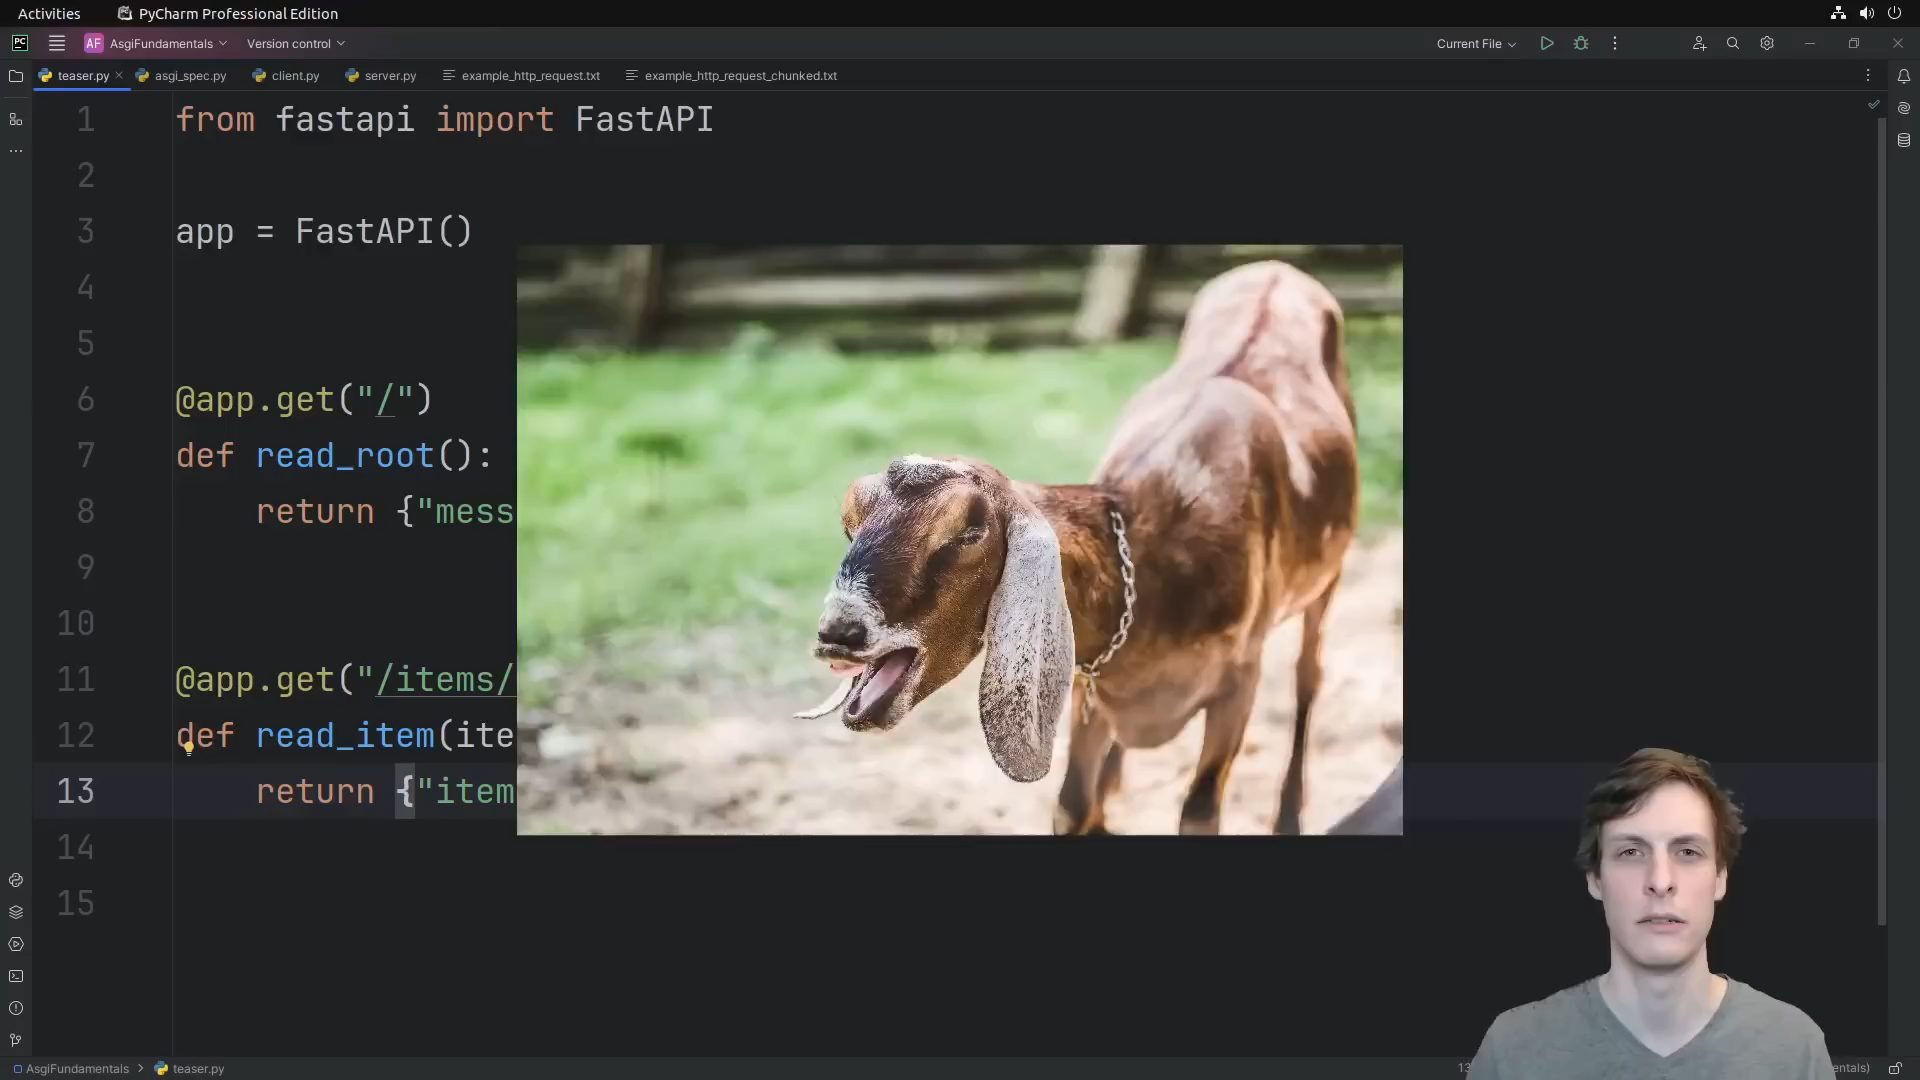 Activities
PyCharm Professional Edition
PC
AF AsgiFundamentals
Version control
Current File
teaser.py
asgi_spec.py
client.py
server.py
example_http_request.txt
example_http_request_chunked.txt
1 from fastapi import FastAPI
2
3 app = FastAPI()
4
5
6 @app.get("/")
7 def read_root():
8 return {"mess
9
10
11 @app.get("/items/
12 def read_item(ite
13 return {"item
14
15
AsgiFundamentals
teaser.py
13
entals)